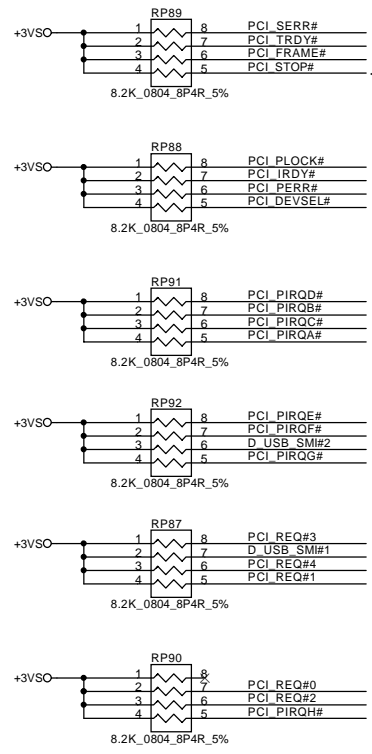 RP89
+3VS 1 8 PCI_SERR#
2 7 PCI_TRDY#
3 6 PCI_FRAME#
4 5 PCI_STOP#
8.2K_0804_8P4R_5%
RP88
+3VS 1 8 PCI_PLOCK#
2 7 PCI_IRDY#
3 6 PCI_PERR#
4 5 PCI_DEVSEL#
8.2K_0804_8P4R_5%
RP91
+3VS 1 8 PCI_PIRQD#
2 7 PCI_PIRQB#
3 6 PCI_PIRQC#
4 5 PCI_PIRQA#
8.2K_0804_8P4R_5%
RP92
+3VS 1 8 PCI_PIRQE#
2 7 PCI_PIRQF#
3 6 D_USB_SMI#2
4 5 PCI_PIRQG#
8.2K_0804_8P4R_5%
RP87
+3VS 1 8 PCI_REQ#3
2 7 D_USB_SMI#1
3 6 PCI_REQ#4
4 5 PCI_REQ#1
8.2K_0804_8P4R_5%
RP90
+3VS 1 8
2 7 PCI_REQ#0
3 6 PCI_REQ#2
4 5 PCI_PIRQH#
8.2K_0804_8P4R_5%